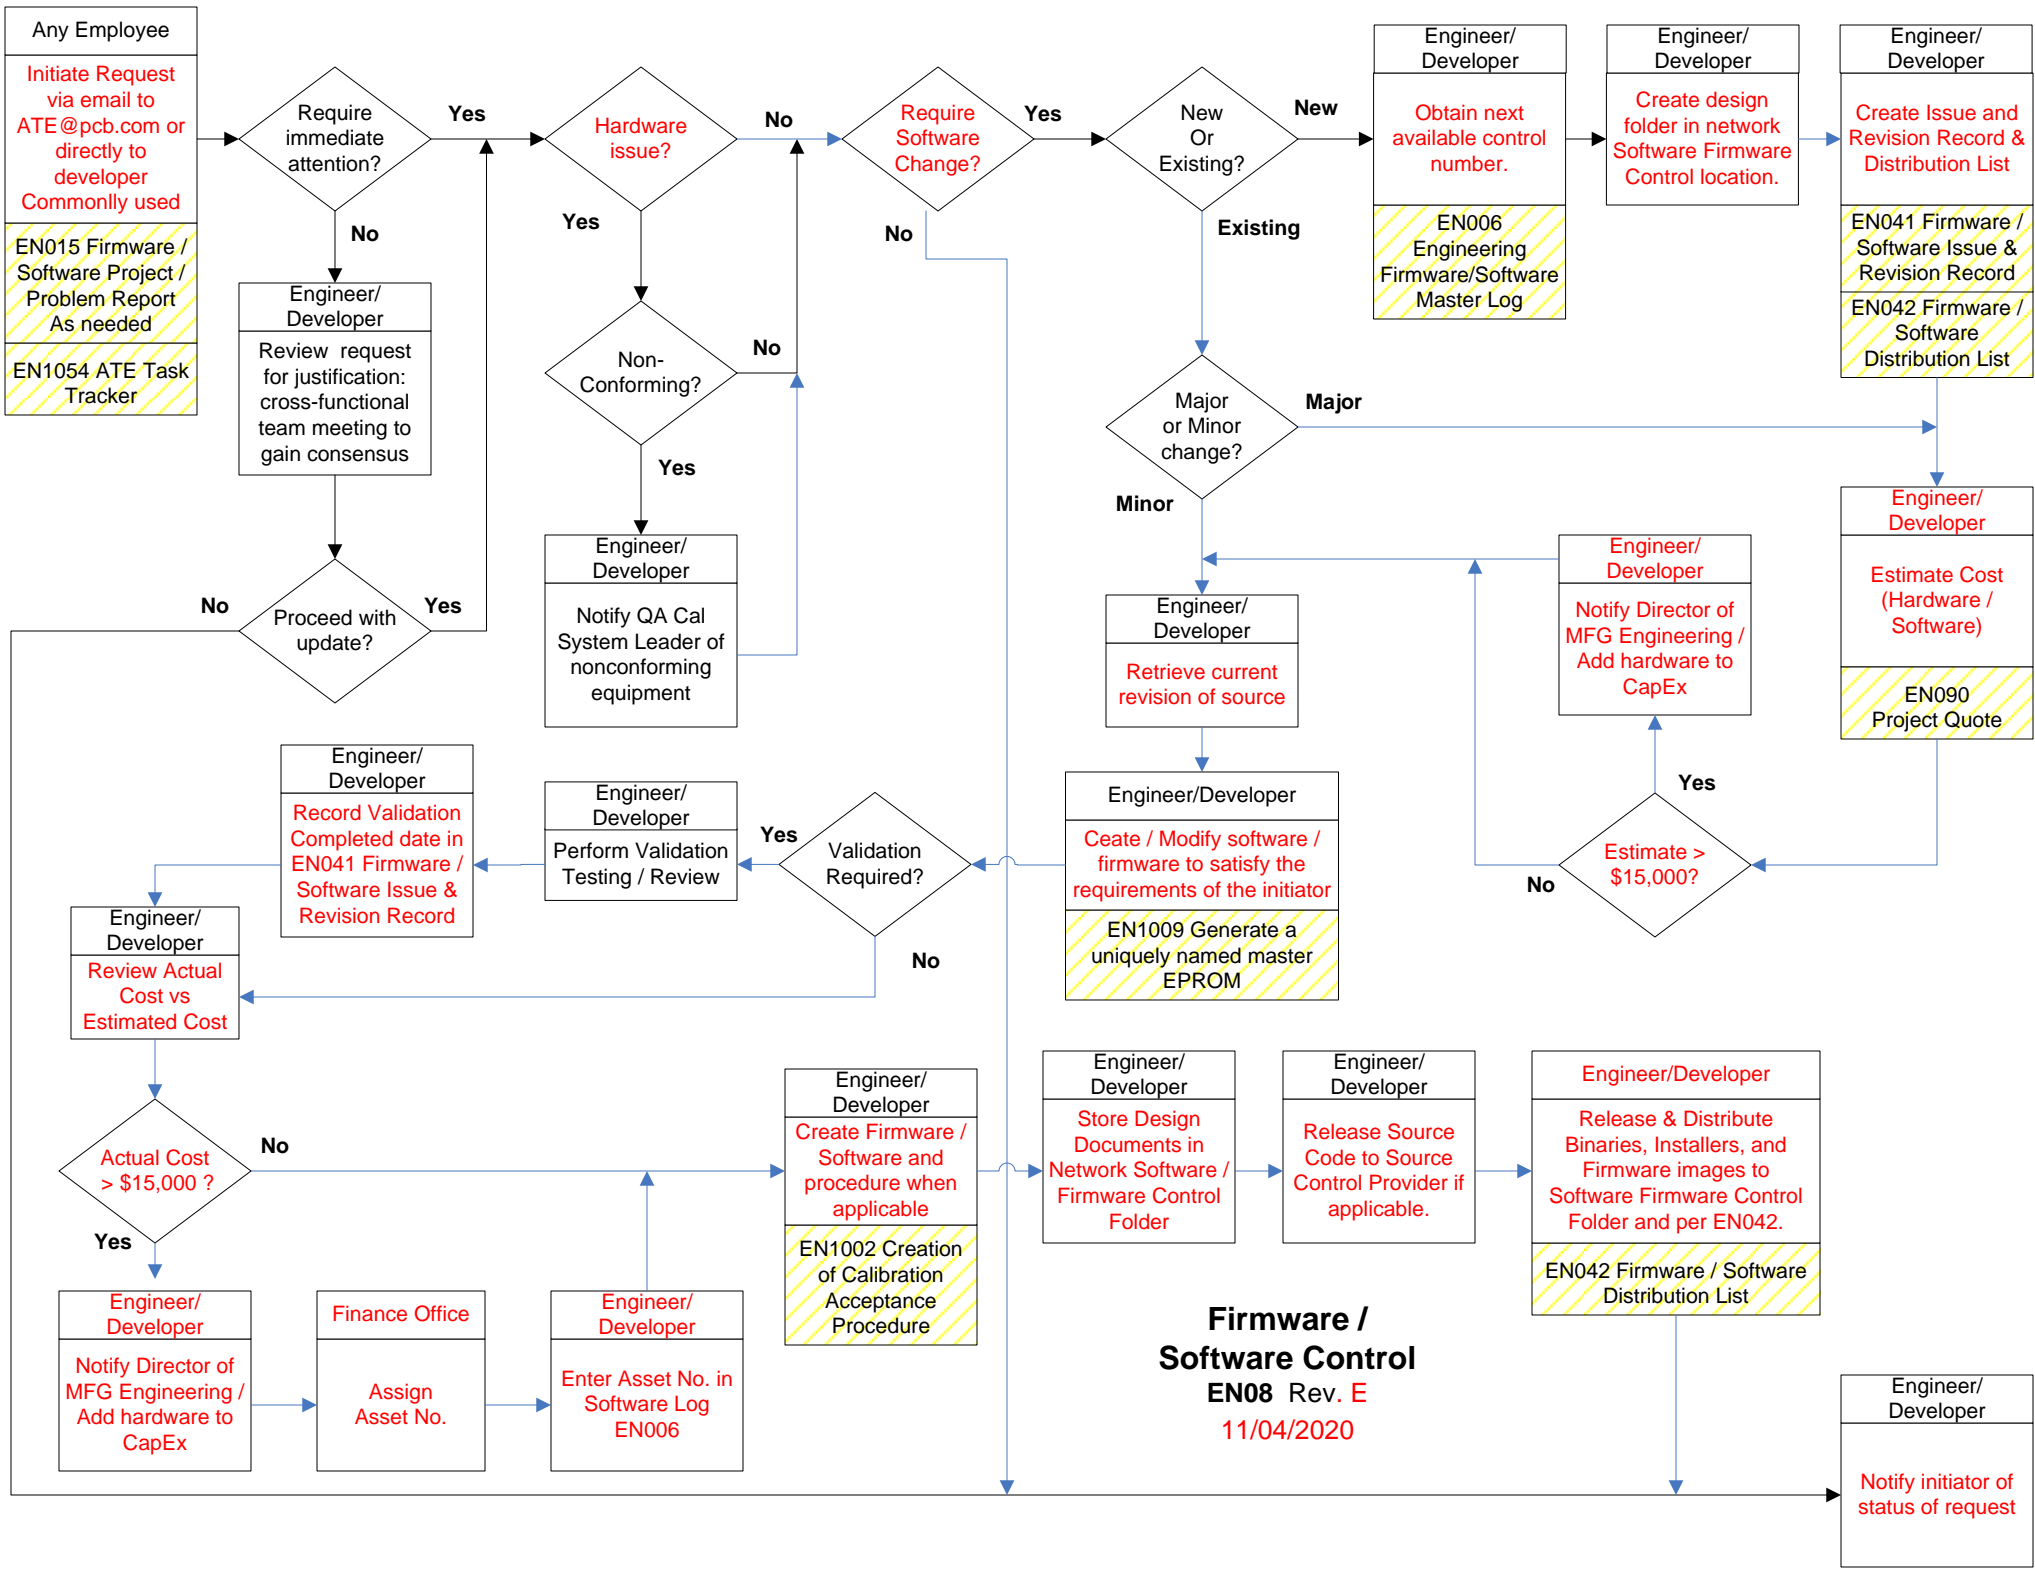 Any Employee
Initiate Request
via email to
ATE@pcb.com or
directly to
developer
Commonlly used
EN015 Firmware /
Software Project /
Problem Report
As needed
EN1054 ATE Task
Tracker
Require
immediate
attention?
Yes
No
Engineer/
Developer
Review  request
for justification:
cross-functional
team meeting to
gain consensus
Proceed with
update?
No
Yes
Hardware
issue?
No
Yes
Non-
Conforming?
No
Yes
Engineer/
Developer
Notify QA Cal
System Leader of
nonconforming
equipment
Require
Software
Change?
Yes
No
New
Or
Existing?
New
Existing
Engineer/
Developer
Obtain next
available control
number.
EN006
Engineering
Firmware/Software
Master Log
Engineer/
Developer
Create design
folder in network
Software Firmware
Control location.
Engineer/
Developer
Create Issue and
Revision Record &
Distribution List
EN041 Firmware /
Software Issue &
Revision Record
EN042 Firmware /
Software
Distribution List
Major
or Minor
change?
Major
Minor
Engineer/
Developer
Estimate Cost
(Hardware /
Software)
EN090
Project Quote
Engineer/
Developer
Notify Director of
MFG Engineering /
Add hardware to
CapEx
Yes
Estimate >
$15,000?
No
Engineer/
Developer
Retrieve current
revision of source
Engineer/Developer
Ceate / Modify software /
firmware to satisfy the
requirements of the initiator
EN1009 Generate a
uniquely named master
EPROM
Validation
Required?
Yes
No
Engineer/
Developer
Perform Validation
Testing / Review
Engineer/
Developer
Record Validation
Completed date in
EN041 Firmware /
Software Issue &
Revision Record
Engineer/
Developer
Review Actual
Cost vs
Estimated Cost
Actual Cost
> $15,000 ?
No
Yes
Engineer/
Developer
Notify Director of
MFG Engineering /
Add hardware to
CapEx
Finance Office
Assign
Asset No.
Engineer/
Developer
Enter Asset No. in
Software Log
EN006
Engineer/
Developer
Create Firmware /
Software and
procedure when
applicable
EN1002 Creation
of Calibration
Acceptance
Procedure
Engineer/
Developer
Store Design
Documents in
Network Software /
Firmware Control
Folder
Engineer/
Developer
Release Source
Code to Source
Control Provider if
applicable.
Engineer/Developer
Release & Distribute
Binaries, Installers, and
Firmware images to
Software Firmware Control
Folder and per EN042.
EN042 Firmware / Software
Distribution List
Firmware /
Software Control
EN08  Rev. E
11/04/2020
Engineer/
Developer
Notify initiator of
status of request